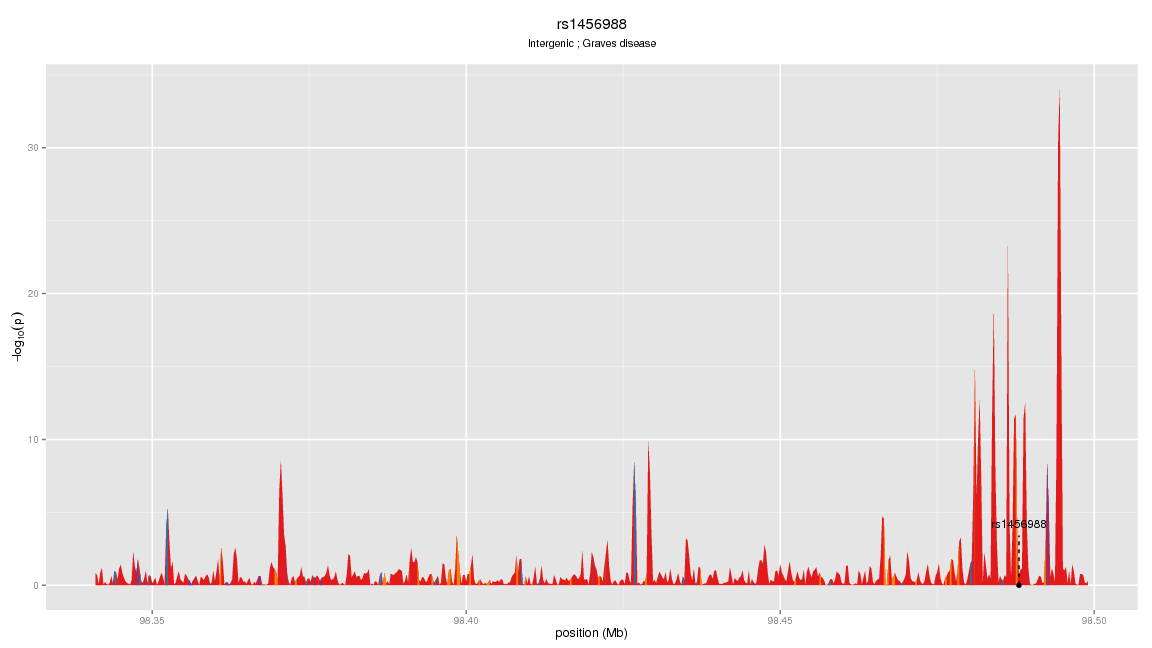 rs1456988
Intergenic ; Graves disease
30
20
10
0
−log10(p)
rs1456988
98.35
98.40
98.45
98.50
position (Mb)